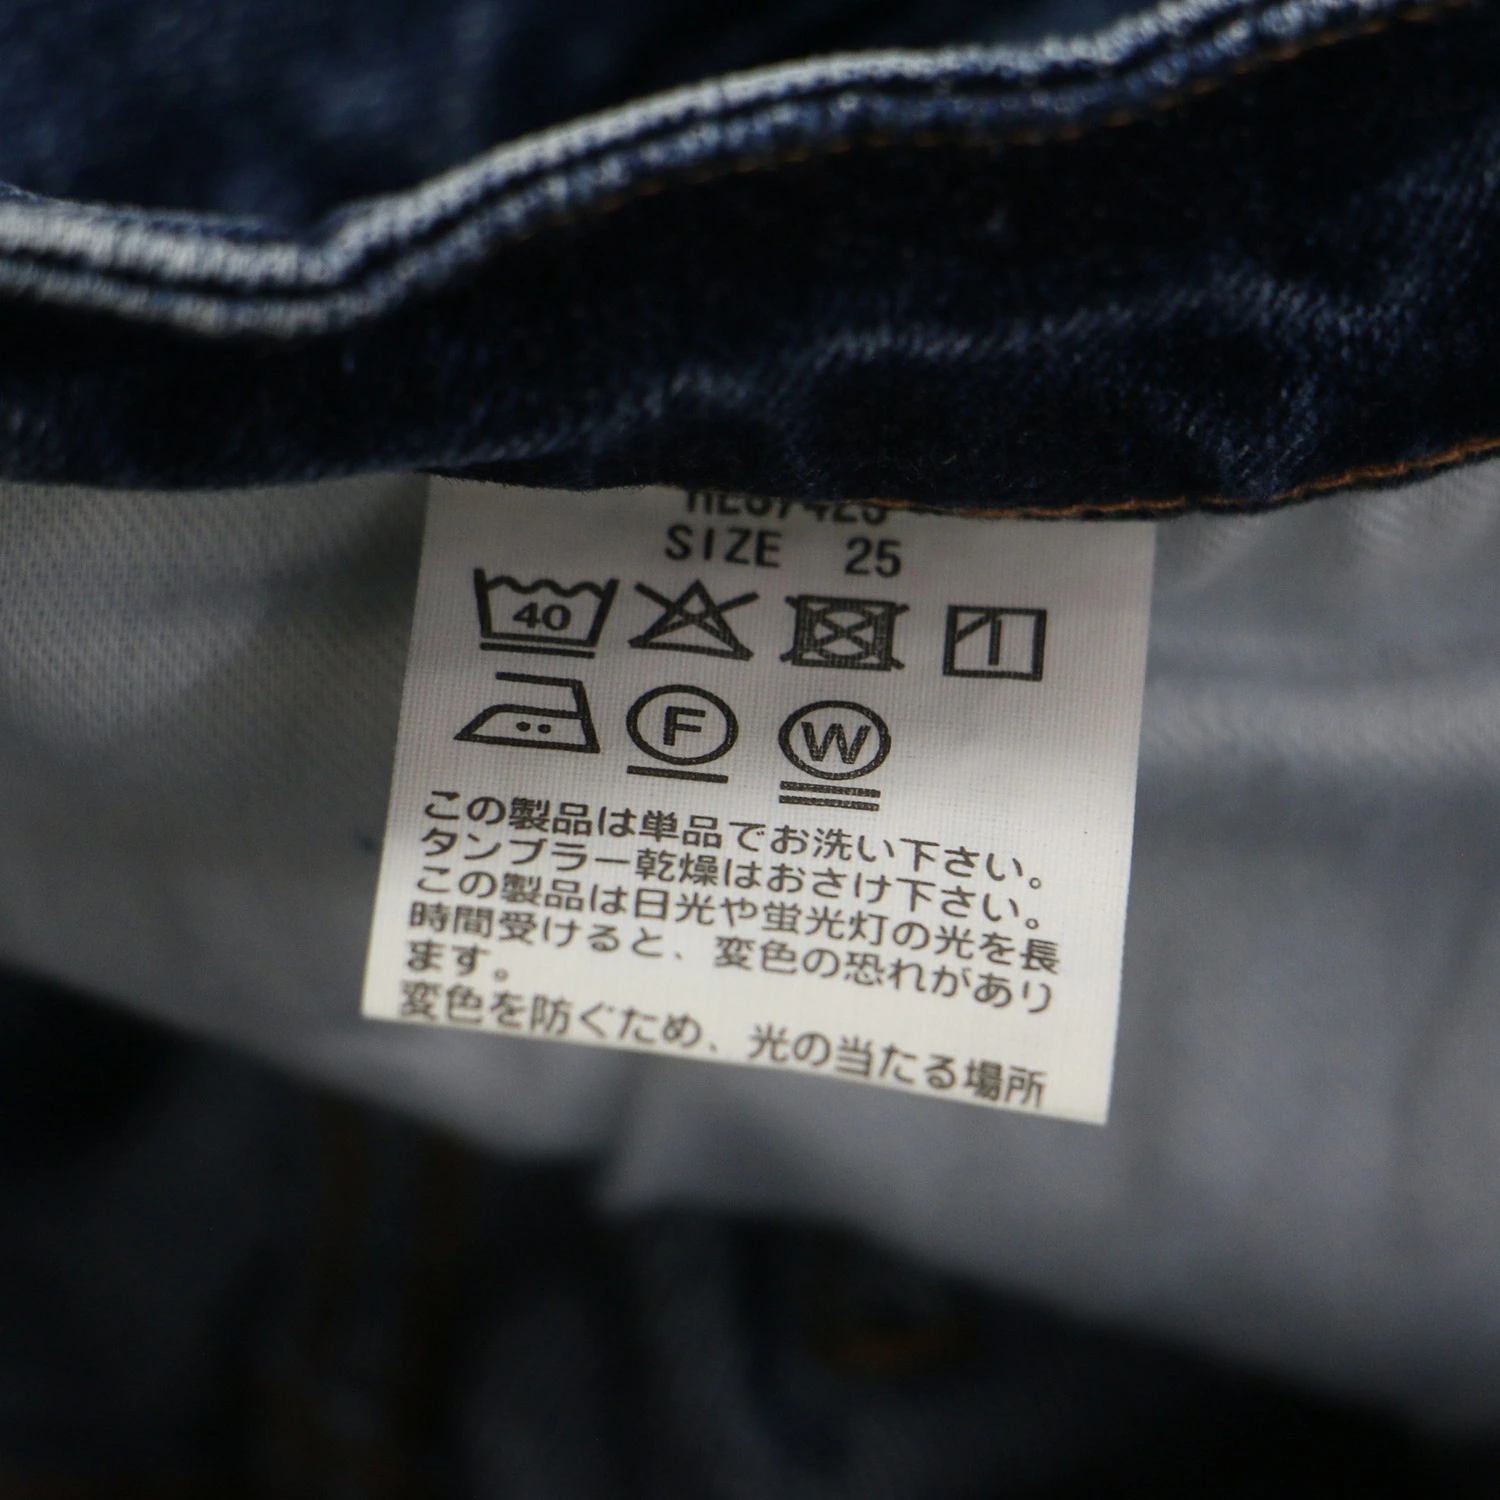 SIZE 25
40
F W
この製品は単品でお洗い下さい。
タンブラー乾燥はおさけ下さい。
この製品は日光や蛍光灯の光を長
時間受けると、変色の恐れがあり
ます。
変色を防ぐため、光の当たる場所